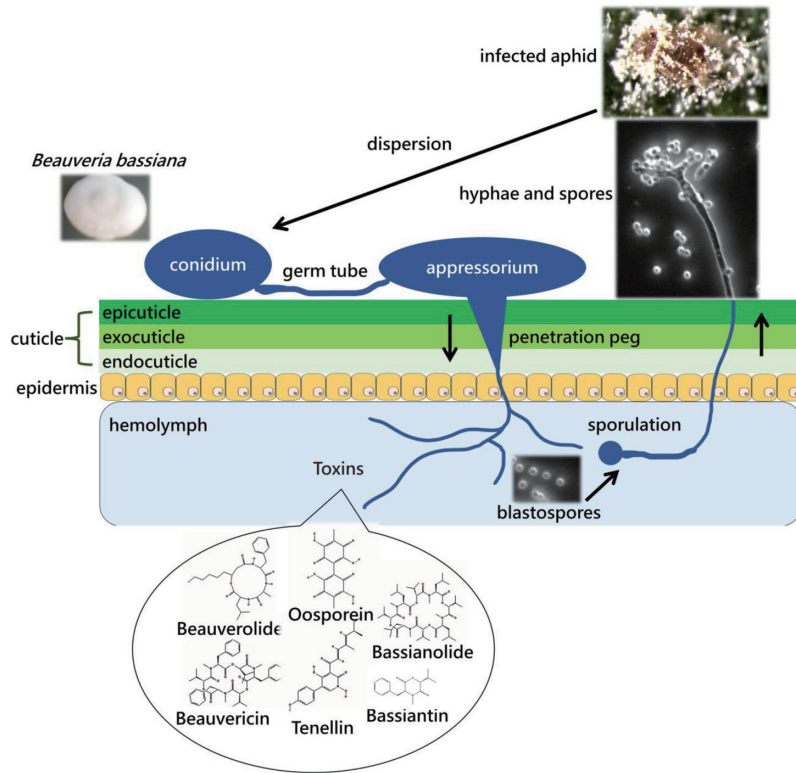 infected aphid
dispersion
Beauveria bassiana
hyphae and spores
conidium
germ tube
appressorium
epicuticle
cuticle
exocuticle
penetration peg
endocuticle
epidermis
hemolymph
sporulation
Toxins
blastospores
Beauverolide
Oosporein
Bassianolide
Beauvericin
Tenellin
Bassiantin